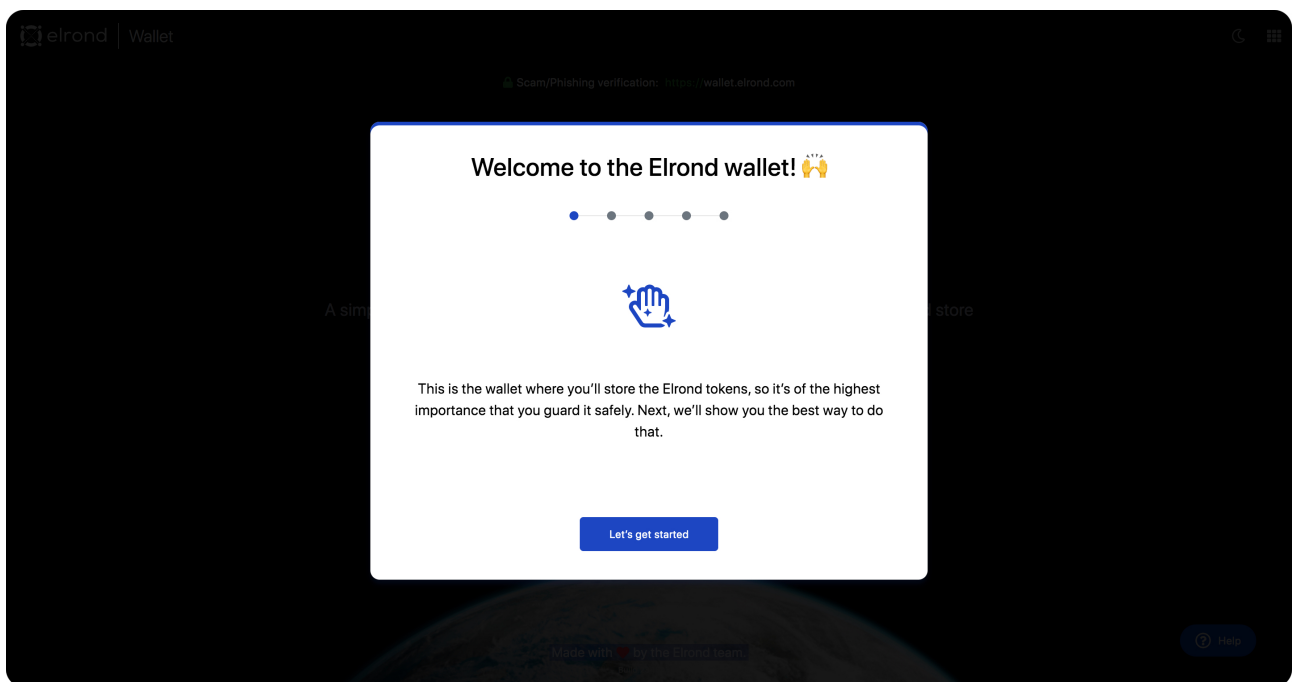 elrond Wallet
Scam/Phishing verification: https://wallet.elrond.com
Welcome to the Elrond wallet!
A simp
d store
This is the wallet where you'll store the Elrond tokens, so it's of the highest
importance that you guard it safely. Next, we'll show you the best way to do
that.
Let's get started
Help
Made with by the Elrond team.